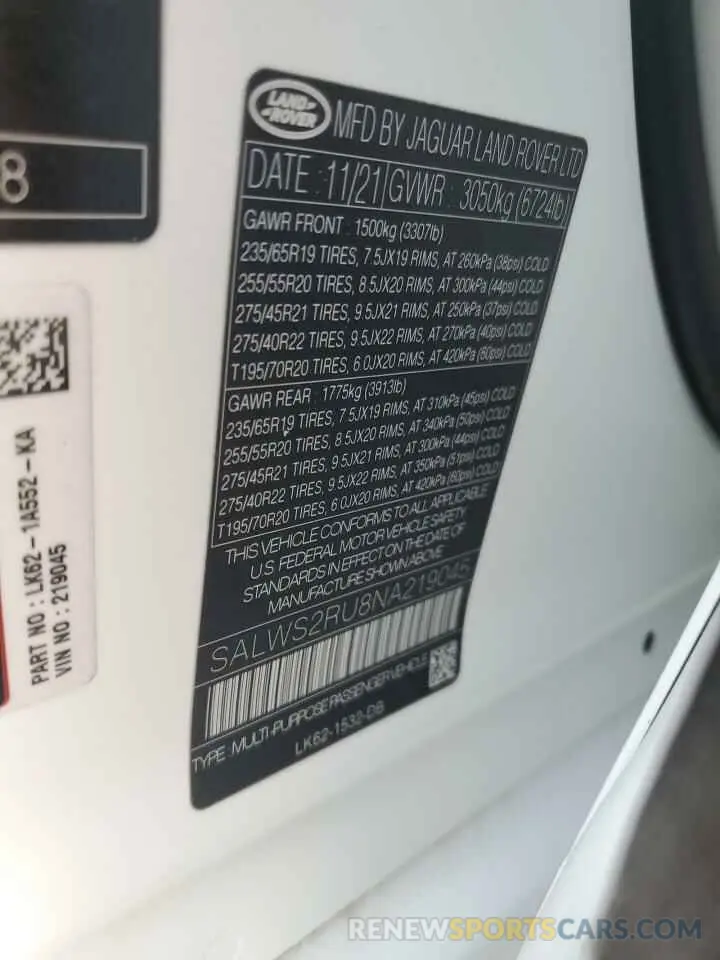 8
PART NO : LK62-1A552-KA
VIN NO : 219045
LAND ROVER
MFD BY JAGUAR LAND ROVER LTD
DATE : 11/21 GVWR : 3050kg (6724lb)
GAWR FRONT : 1500kg (3307lb)
235/65R19 TIRES, 7.5JX19 RIMS, AT 260kPa (38psi) COLD
255/55R20 TIRES, 8.5JX20 RIMS, AT 300kPa (44psi) COLD
275/45R21 TIRES, 9.5JX21 RIMS, AT 250kPa (37psi) COLD
275/40R22 TIRES, 9.5JX22 RIMS, AT 270kPa (40psi) COLD
T195/70R20 TIRES, 6.0JX20 RIMS, AT 420kPa (60psi) COLD
GAWR REAR : 1775kg (3913lb)
235/65R19 TIRES, 7.5JX19 RIMS, AT 310kPa (45psi) COLD
255/55R20 TIRES, 8.5JX20 RIMS, AT 340kPa (50psi) COLD
275/45R21 TIRES, 9.5JX21 RIMS, AT 300kPa (44psi) COLD
275/40R22 TIRES, 9.5JX22 RIMS, AT 350kPa (51psi) COLD
T195/70R20 TIRES, 6.0JX20 RIMS, AT 420kPa (60psi) COLD
THIS VEHICLE CONFORMS TO ALL APPLICABLE
U.S. FEDERAL MOTOR VEHICLE SAFETY
STANDARDS IN EFFECT ON THE DATE OF
MANUFACTURE SHOWN ABOVE
SALWS2RU8NA219045
TYPE : MULTI-PURPOSE PASSENGER VEHICLE
LK62-1532-DB
RENEWSPORTSCARS.COM